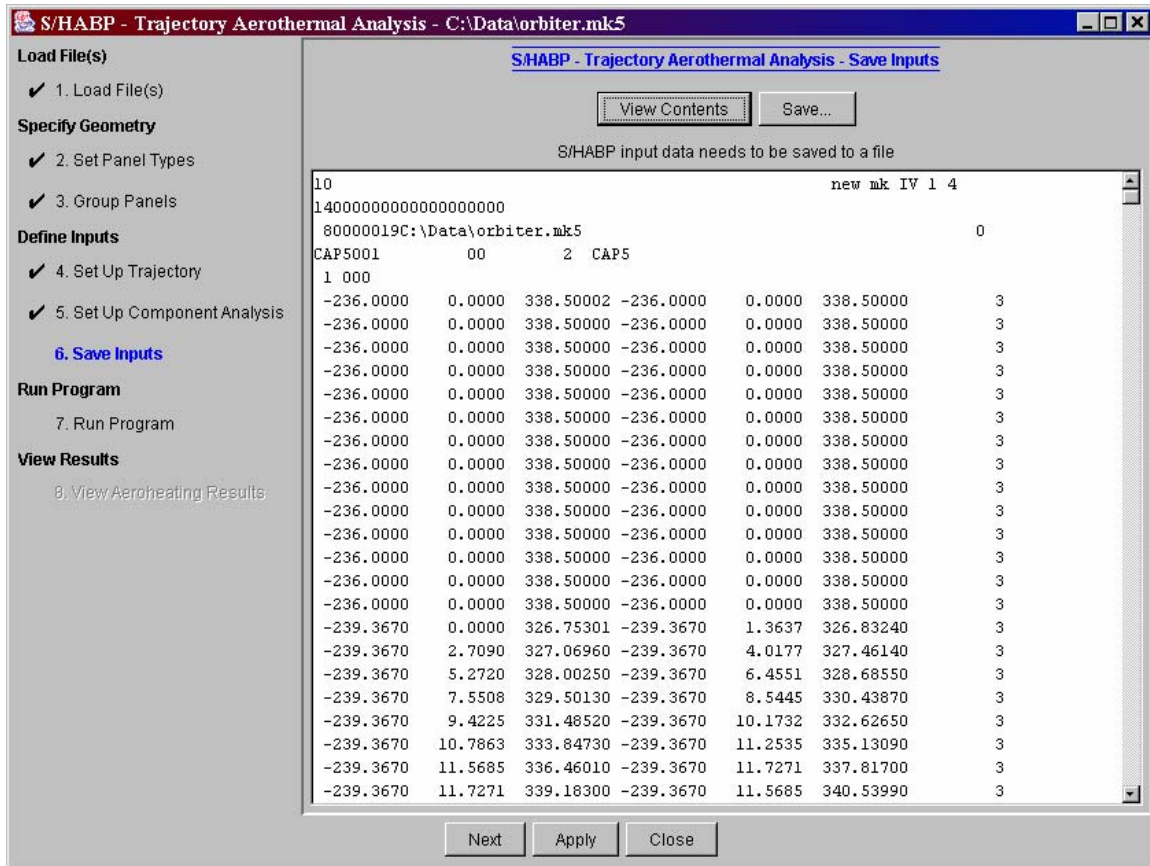 S/HABP - Trajectory Aerothermal Analysis - C:\Data\orbiter.mk5
Load File(s)
✔ 1. Load File(s)
Specify Geometry
✔ 2. Set Panel Types
✔ 3. Group Panels
Define Inputs
✔ 4. Set Up Trajectory
✔ 5. Set Up Component Analysis
6. Save Inputs
Run Program
7. Run Program
View Results
8. View Aeroheating Results
S/HABP - Trajectory Aerothermal Analysis - Save Inputs
View Contents Save...
S/HABP input data needs to be saved to a file
10 new mk IV 1 4
14000000000000000000
80000019C:\Data\orbiter.mk5 0
CAP5001 00 2 CAP5
1 000
-236.0000 0.0000 338.50002 -236.0000 0.0000 338.50000 3
-236.0000 0.0000 338.50000 -236.0000 0.0000 338.50000 3
-236.0000 0.0000 338.50000 -236.0000 0.0000 338.50000 3
-236.0000 0.0000 338.50000 -236.0000 0.0000 338.50000 3
-236.0000 0.0000 338.50000 -236.0000 0.0000 338.50000 3
-236.0000 0.0000 338.50000 -236.0000 0.0000 338.50000 3
-236.0000 0.0000 338.50000 -236.0000 0.0000 338.50000 3
-236.0000 0.0000 338.50000 -236.0000 0.0000 338.50000 3
-236.0000 0.0000 338.50000 -236.0000 0.0000 338.50000 3
-236.0000 0.0000 338.50000 -236.0000 0.0000 338.50000 3
-236.0000 0.0000 338.50000 -236.0000 0.0000 338.50000 3
-236.0000 0.0000 338.50000 -236.0000 0.0000 338.50000 3
-236.0000 0.0000 338.50000 -236.0000 0.0000 338.50000 3
-236.0000 0.0000 338.50000 -236.0000 0.0000 338.50000 3
-239.3670 0.0000 326.75301 -239.3670 1.3637 326.83240 3
-239.3670 2.7090 327.06960 -239.3670 4.0177 327.46140 3
-239.3670 5.2720 328.00250 -239.3670 6.4551 328.68550 3
-239.3670 7.5508 329.50130 -239.3670 8.5445 330.43870 3
-239.3670 9.4225 331.48520 -239.3670 10.1732 332.62650 3
-239.3670 10.7863 333.84730 -239.3670 11.2535 335.13090 3
-239.3670 11.5685 336.46010 -239.3670 11.7271 337.81700 3
-239.3670 11.7271 339.18300 -239.3670 11.5685 340.53990 3
Next Apply Close